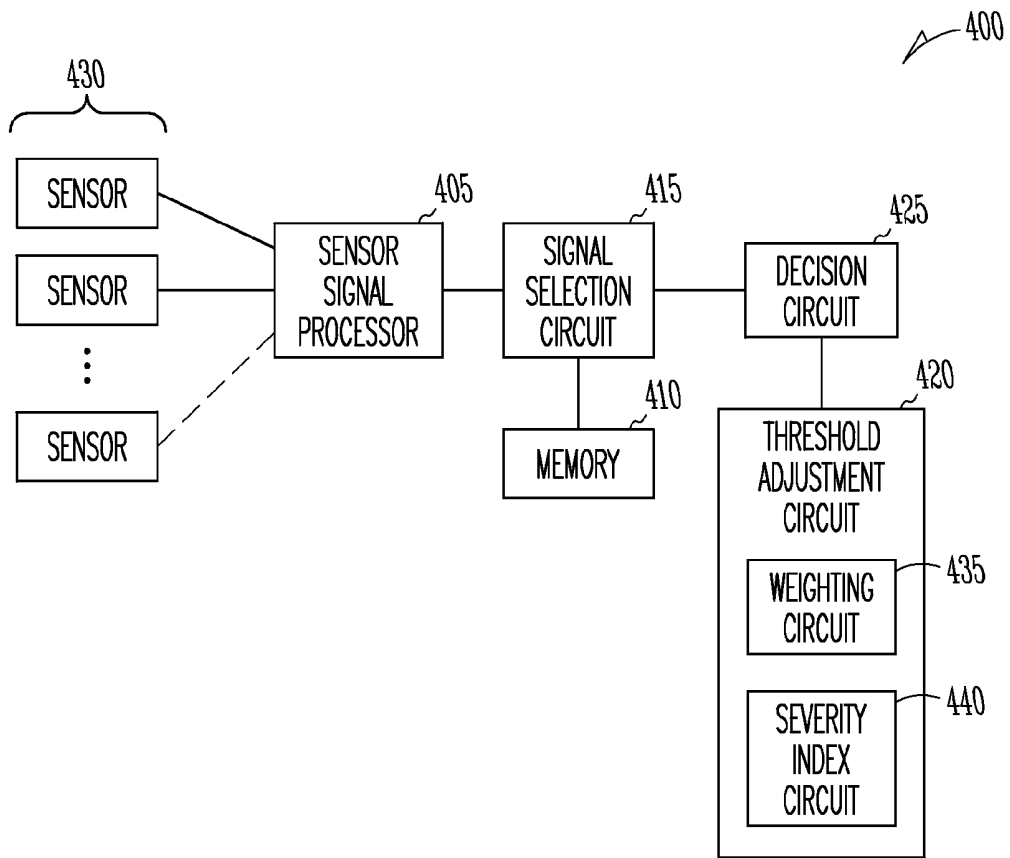 400
430
SENSOR
SENSOR
SENSOR
405
SENSOR
SIGNAL
PROCESSOR
415
SIGNAL
SELECTION
CIRCUIT
410
MEMORY
425
DECISION
CIRCUIT
420
THRESHOLD
ADJUSTMENT
CIRCUIT
435
WEIGHTING
CIRCUIT
440
SEVERITY
INDEX
CIRCUIT